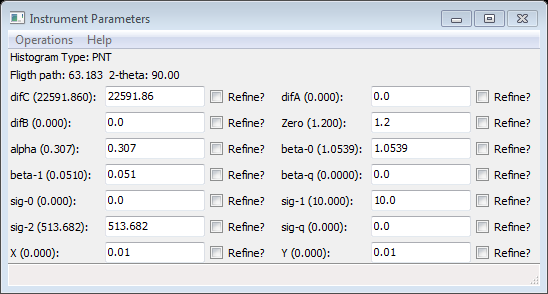 Instrument Parameters
Operations Help
Histogram Type: PNT
Fligth path: 63.183 2-theta: 90.00
difC (22591.860): 22591.86 Refine? difA (0.000): 0.0 Refine?
difB (0.000): 0.0 Refine? Zero (1.200): 1.2 Refine?
alpha (0.307): 0.307 Refine? beta-0 (1.0539): 1.0539 Refine?
beta-1 (0.0510): 0.051 Refine? beta-q (0.0000): 0.0 Refine?
sig-0 (0.000): 0.0 Refine? sig-1 (10.000): 10.0 Refine?
sig-2 (513.682): 513.682 Refine? sig-q (0.000): 0.0 Refine?
X (0.000): 0.01 Refine? Y (0.000): 0.01 Refine?